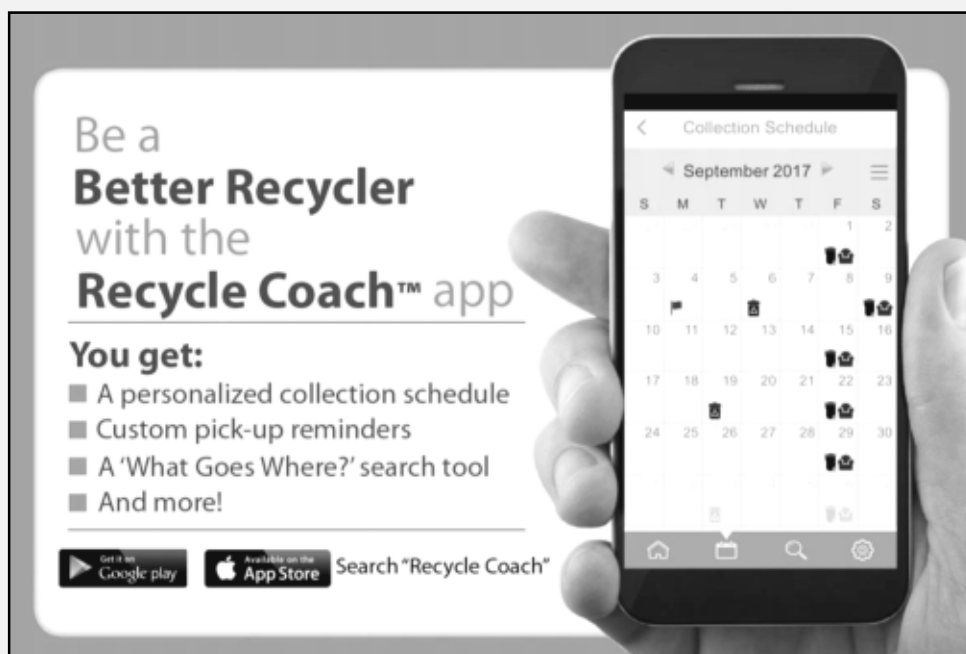 Be a
Better Recycler
with the
Recycle Coach™ app
You get:
A personalized collection schedule
Custom pick-up reminders
A ‘What Goes Where?’ search tool
And more!
Get it on
Google play
Available on the
App Store
Search “Recycle Coach”
Collection Schedule
September 2017
S M T W T F S
1 2
3 4 5 6 7 8 9
10 11 12 13 14 15 16
17 18 19 20 21 22 23
24 25 26 27 28 29 30